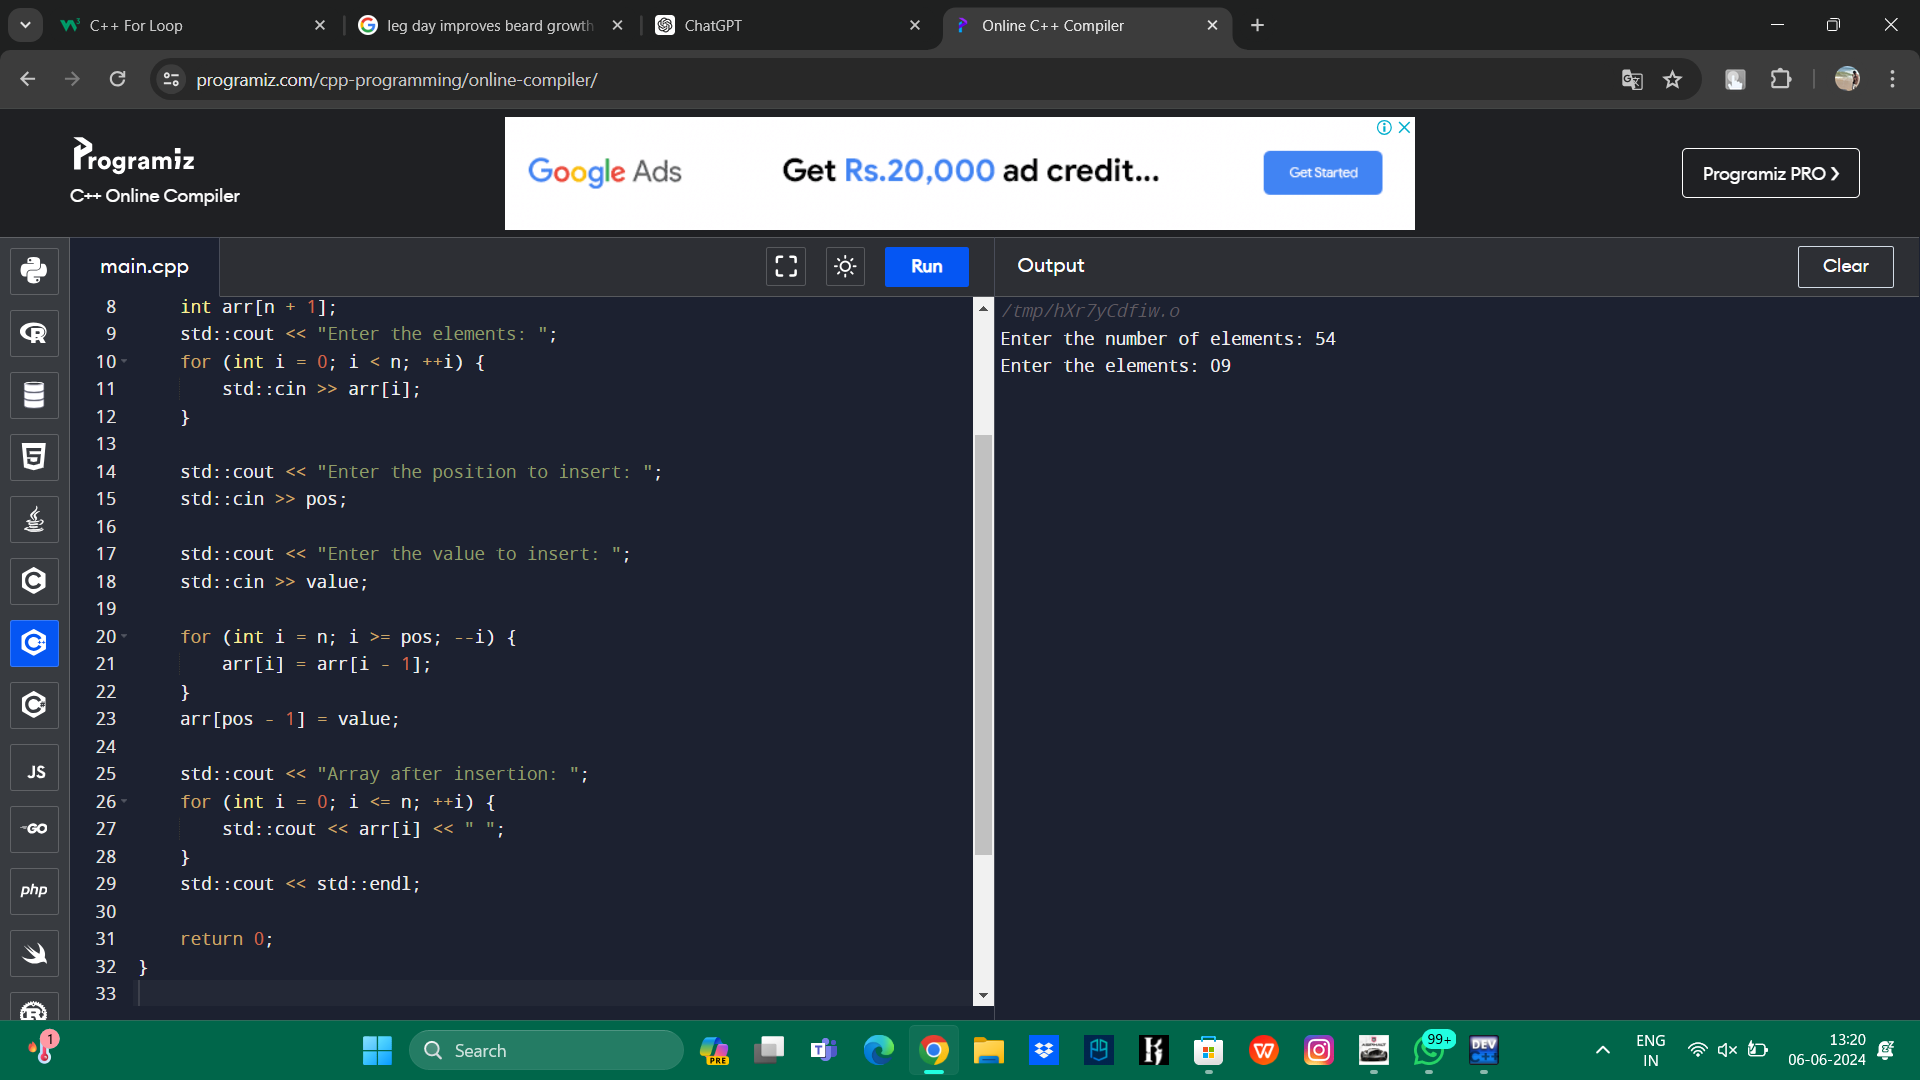 C++ For Loop
leg day improves beard growth
ChatGPT
Online C++ Compiler
programiz.com/cpp-programming/online-compiler/
Programiz
C++ Online Compiler
Google Ads
Get Rs.20,000 ad credit...
Get Started
Programiz PRO
main.cpp
Run
Output
Clear
8 int arr[n + 1];
9 std::cout << "Enter the elements: ";
10 for (int i = 0; i < n; ++i) {
11 std::cin >> arr[i];
12 }
13
14 std::cout << "Enter the position to insert: ";
15 std::cin >> pos;
16
17 std::cout << "Enter the value to insert: ";
18 std::cin >> value;
19
20 for (int i = n; i >= pos; --i) {
21 arr[i] = arr[i - 1];
22 }
23 arr[pos - 1] = value;
24
25 std::cout << "Array after insertion: ";
26 for (int i = 0; i <= n; ++i) {
27 std::cout << arr[i] << " ";
28 }
29 std::cout << std::endl;
30
31 return 0;
32 }
33
/tmp/hXr7yCdfiw.o
Enter the number of elements: 54
Enter the elements: 09
JS
GO
php
1
Search
PRE
99+
DEV
ENG
IN
13:20
06-06-2024